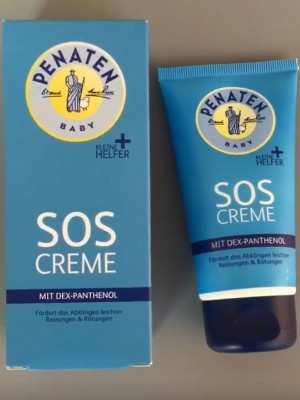 PENATEN
BABY
KLEINE
HELFER
SOS
CREME
MIT DEX-PANTHENOL
Fördert das Abklingen leichter
Reizungen & Rötungen
PENATEN
BABY
KLEINE
HELFER
SOS
CREME
MIT DEX-PANTHENOL
Fördert das Abklingen leichter
Reizungen & Rötungen